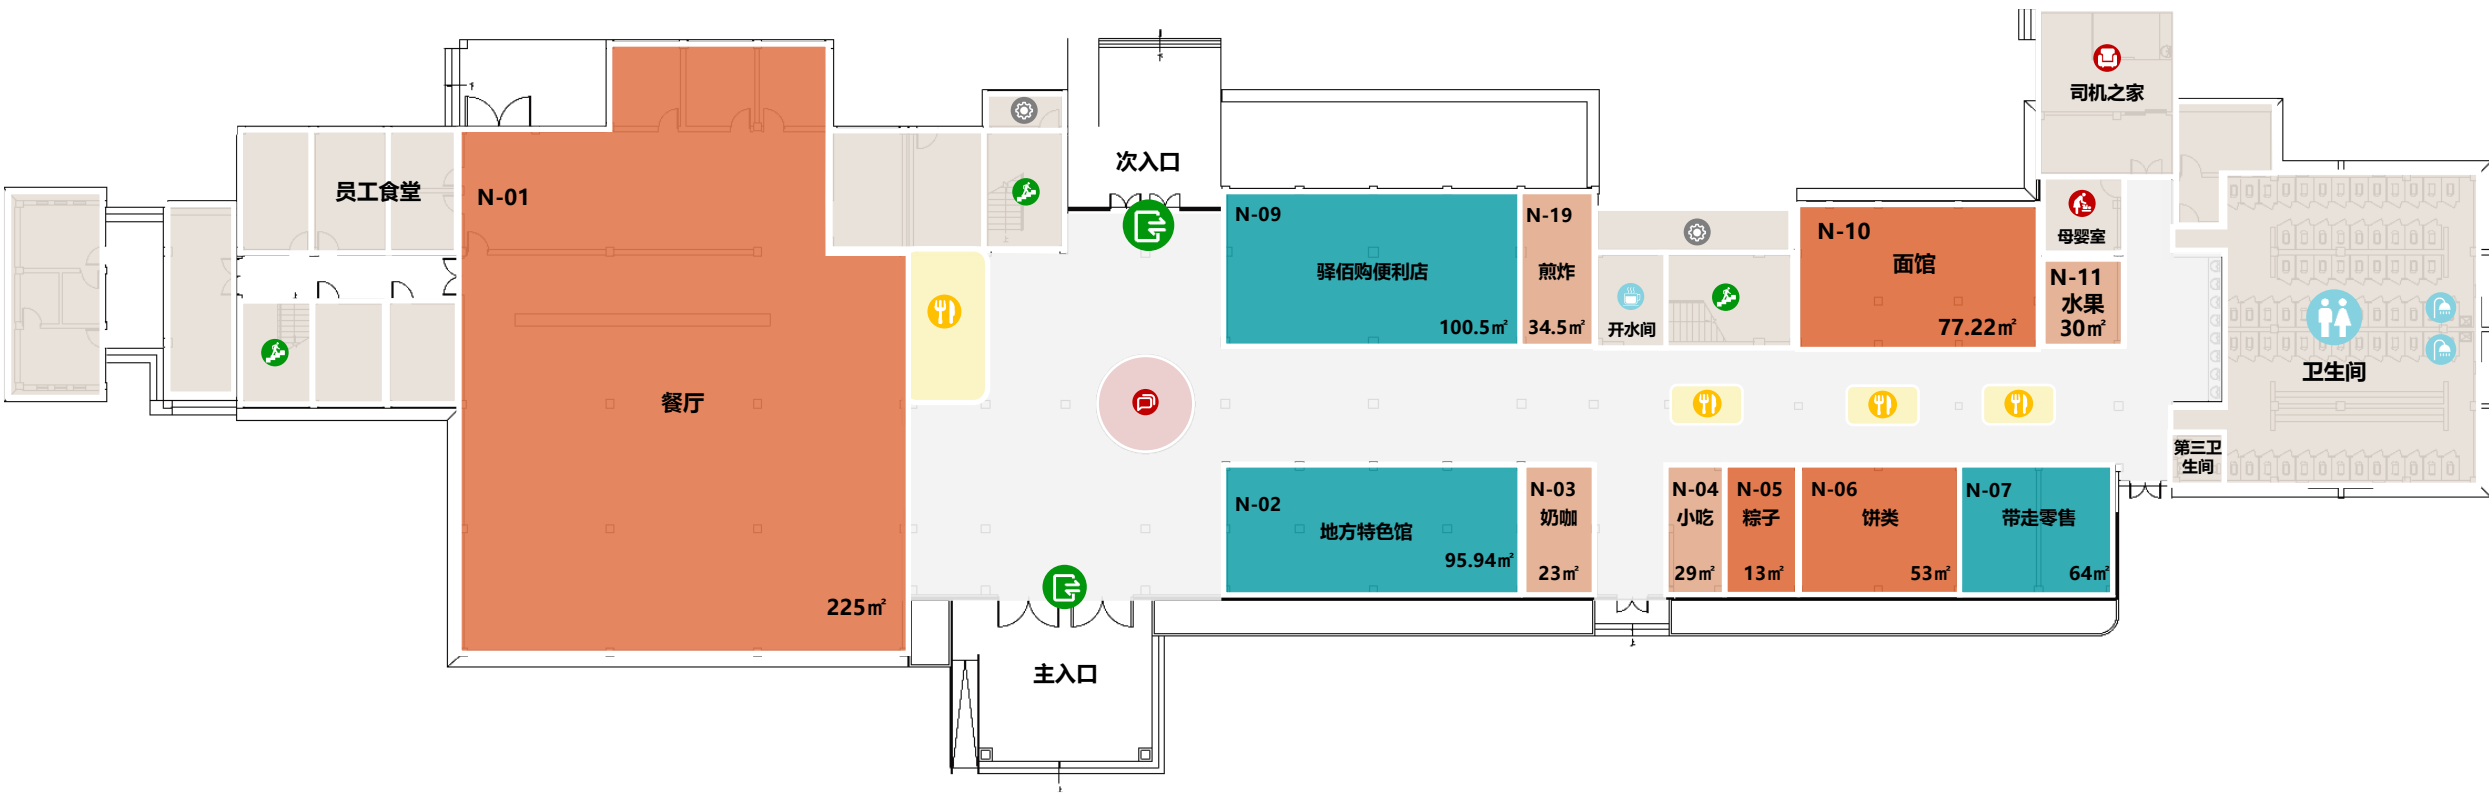 司机之家
次入口
员工食堂
N-01
餐厅
225㎡
N-09
驿佰购便利店
100.5㎡
N-19
煎炸
34.5㎡
开水间
N-10
面馆
77.22㎡
母婴室
N-11
水果
30㎡
卫生间
第三卫
生间
N-02
地方特色馆
95.94㎡
N-03
奶咖
23㎡
N-04
小吃
29㎡
N-05
粽子
13㎡
N-06
饼类
53㎡
N-07
带走零售
64㎡
主入口